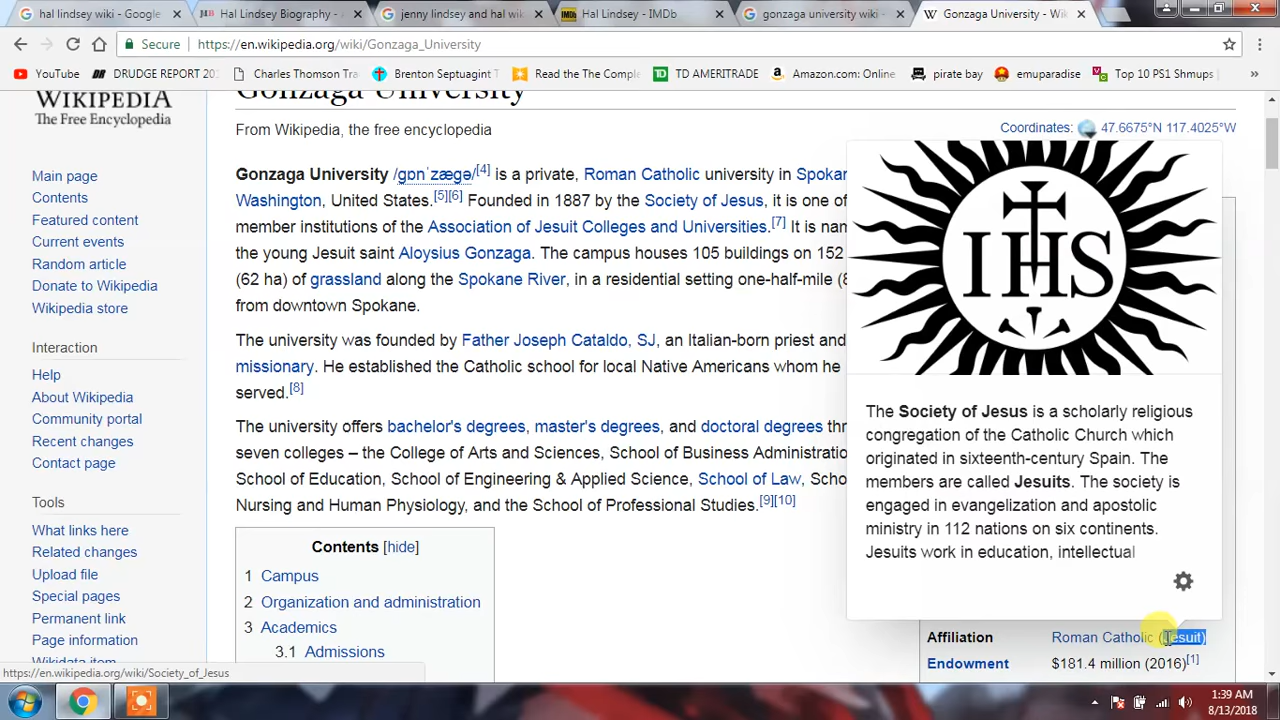 hal lindsey wiki - Google
Hal Lindsey Biography -
jenny lindsey and hal wik
Hal Lindsey - IMDb
gonzaga university wiki -
Gonzaga University - Wik
Secure
https://en.wikipedia.org/wiki/Gonzaga_University
YouTube
DRUDGE REPORT 20
Charles Thomson Tra
Brenton Septuagint T
Read the The Comple
TD AMERITRADE
Amazon.com: Online
pirate bay
emuparadise
Top 10 PS1 Shmups
»
WIKIPEDIA
The Free Encyclopedia
Main page
Contents
Featured content
Current events
Random article
Donate to Wikipedia
Wikipedia store
Interaction
Help
About Wikipedia
Community portal
Recent changes
Contact page
Tools
What links here
Related changes
Upload file
Special pages
Permanent link
Page information
Wikidata item
Gonzaga University
From Wikipedia, the free encyclopedia
Coordinates: 47.6675°N 117.4025°W
Gonzaga University /ɡɒnˈzæɡə/[4] is a private, Roman Catholic university in Spokan
Washington, United States.[5][6] Founded in 1887 by the Society of Jesus, it is one of
member institutions of the Association of Jesuit Colleges and Universities.[7] It is nam
the young Jesuit saint Aloysius Gonzaga. The campus houses 105 buildings on 152
(62 ha) of grassland along the Spokane River, in a residential setting one-half-mile (8
from downtown Spokane.
The university was founded by Father Joseph Cataldo, SJ, an Italian-born priest and
missionary. He established the Catholic school for local Native Americans whom he
served.[8]
The university offers bachelor's degrees, master's degrees, and doctoral degrees thr
seven colleges – the College of Arts and Sciences, School of Business Administratio
School of Education, School of Engineering & Applied Science, School of Law, Scho
Nursing and Human Physiology, and the School of Professional Studies.[9][10]
Contents [hide]
1 Campus
2 Organization and administration
3 Academics
3.1 Admissions
IHS
The Society of Jesus is a scholarly religious
congregation of the Catholic Church which
originated in sixteenth-century Spain. The
members are called Jesuits. The society is
engaged in evangelization and apostolic
ministry in 112 nations on six continents.
Jesuits work in education, intellectual
Affiliation Roman Catholic (Jesuit)
Endowment $181.4 million (2016)[1]
https://en.wikipedia.org/wiki/Society_of_Jesus
1:39 AM
8/13/2018